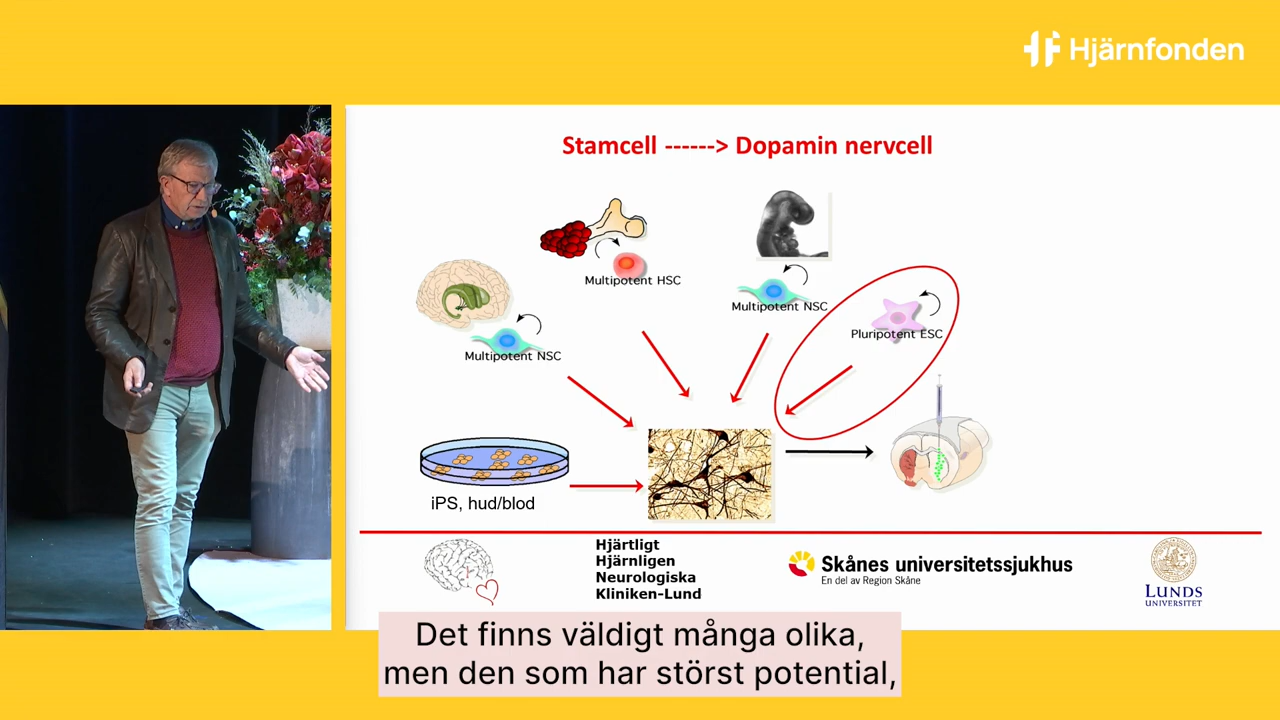 Hjärnfonden
Stamcell ------> Dopamin nervcell
Multipotent HSC
Multipotent NSC
Pluripotent ESC
Multipotent NSC
iPS, hud/blod
Hjärtligt
Hjärnligen
Neurologiska
Kliniken-Lund
Skånes universitetssjukhus
En del av Region Skåne
LUNDS
UNIVERSITET
Det finns väldigt många olika,
men den som har störst potential,